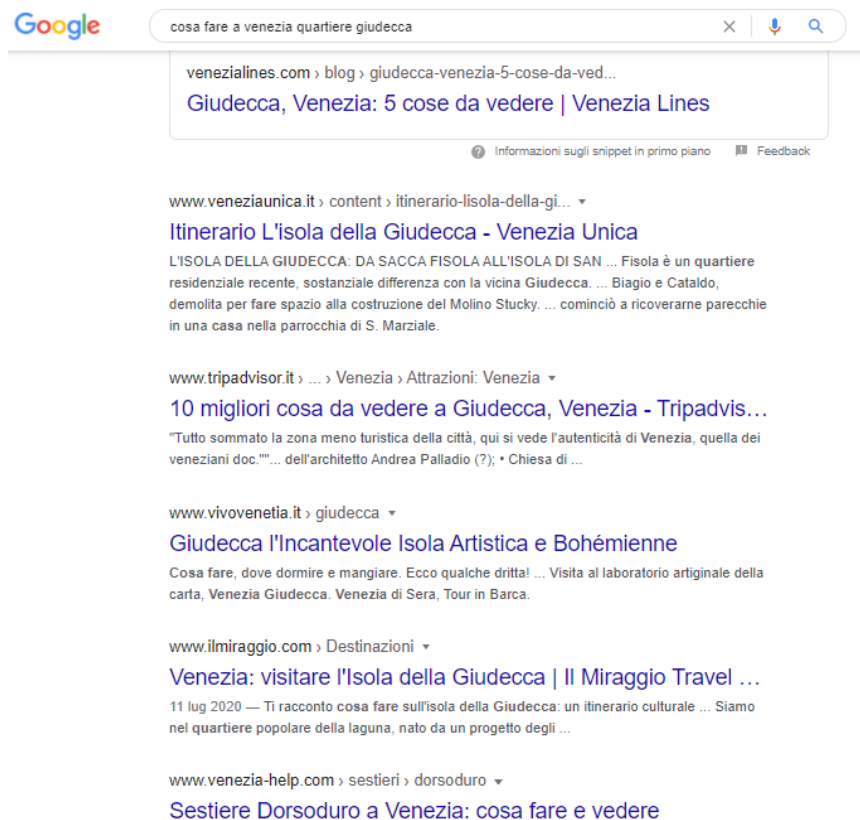 Google
cosa fare a venezia quartiere giudecca
venezialines.com › blog › giudecca-venezia-5-cose-da-ved...
Giudecca, Venezia: 5 cose da vedere | Venezia Lines
Informazioni sugli snippet in primo piano Feedback
www.veneziaunica.it › content › itinerario-lisola-della-gi...
Itinerario L'isola della Giudecca - Venezia Unica
L'ISOLA DELLA GIUDECCA: DA SACCA FISOLA ALL'ISOLA DI SAN ... Fisola è un quartiere
residenziale recente, sostanziale differenza con la vicina Giudecca. ... Biagio e Cataldo,
demolita per fare spazio alla costruzione del Molino Stucky. ... cominciò a ricoverarne parecchie
in una casa nella parrocchia di S. Marziale.
www.tripadvisor.it › ... › Venezia › Attrazioni: Venezia
10 migliori cosa da vedere a Giudecca, Venezia - Tripadvis...
"Tutto sommato la zona meno turistica della città, qui si vede l'autenticità di Venezia, quella dei
veneziani doc.""... dell'architetto Andrea Palladio (?); • Chiesa di ...
www.vivovenetia.it › giudecca
Giudecca l'Incantevole Isola Artistica e Bohémienne
Cosa fare, dove dormire e mangiare. Ecco qualche dritta! ... Visita al laboratorio artiginale della
carta, Venezia Giudecca. Venezia di Sera, Tour in Barca.
www.ilmiraggio.com › Destinazioni
Venezia: visitare l'Isola della Giudecca | Il Miraggio Travel ...
11 lug 2020 — Ti racconto cosa fare sull'isola della Giudecca: un itinerario culturale ... Siamo
nel quartiere popolare della laguna, nato da un progetto degli ...
www.venezia-help.com › sestieri › dorsoduro
Sestiere Dorsoduro a Venezia: cosa fare e vedere